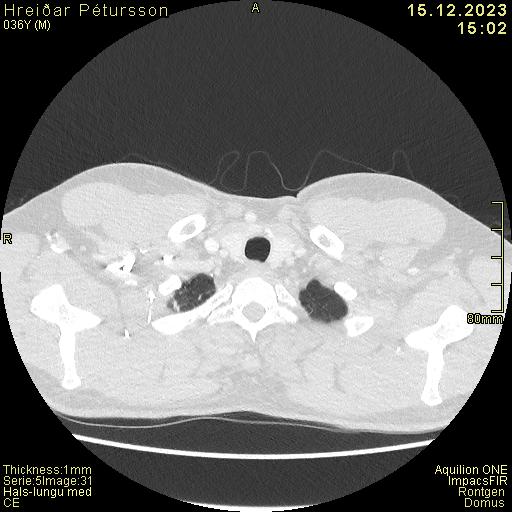 Hreiðar Pétursson
036Y (M)
A
15.12.2023
15:02
R
80mm
Thickness:1mm
Serie:5Image:31
Hals-lungu med
CE
Aquilion ONE
ImpacsFIR
Rontgen
Domus